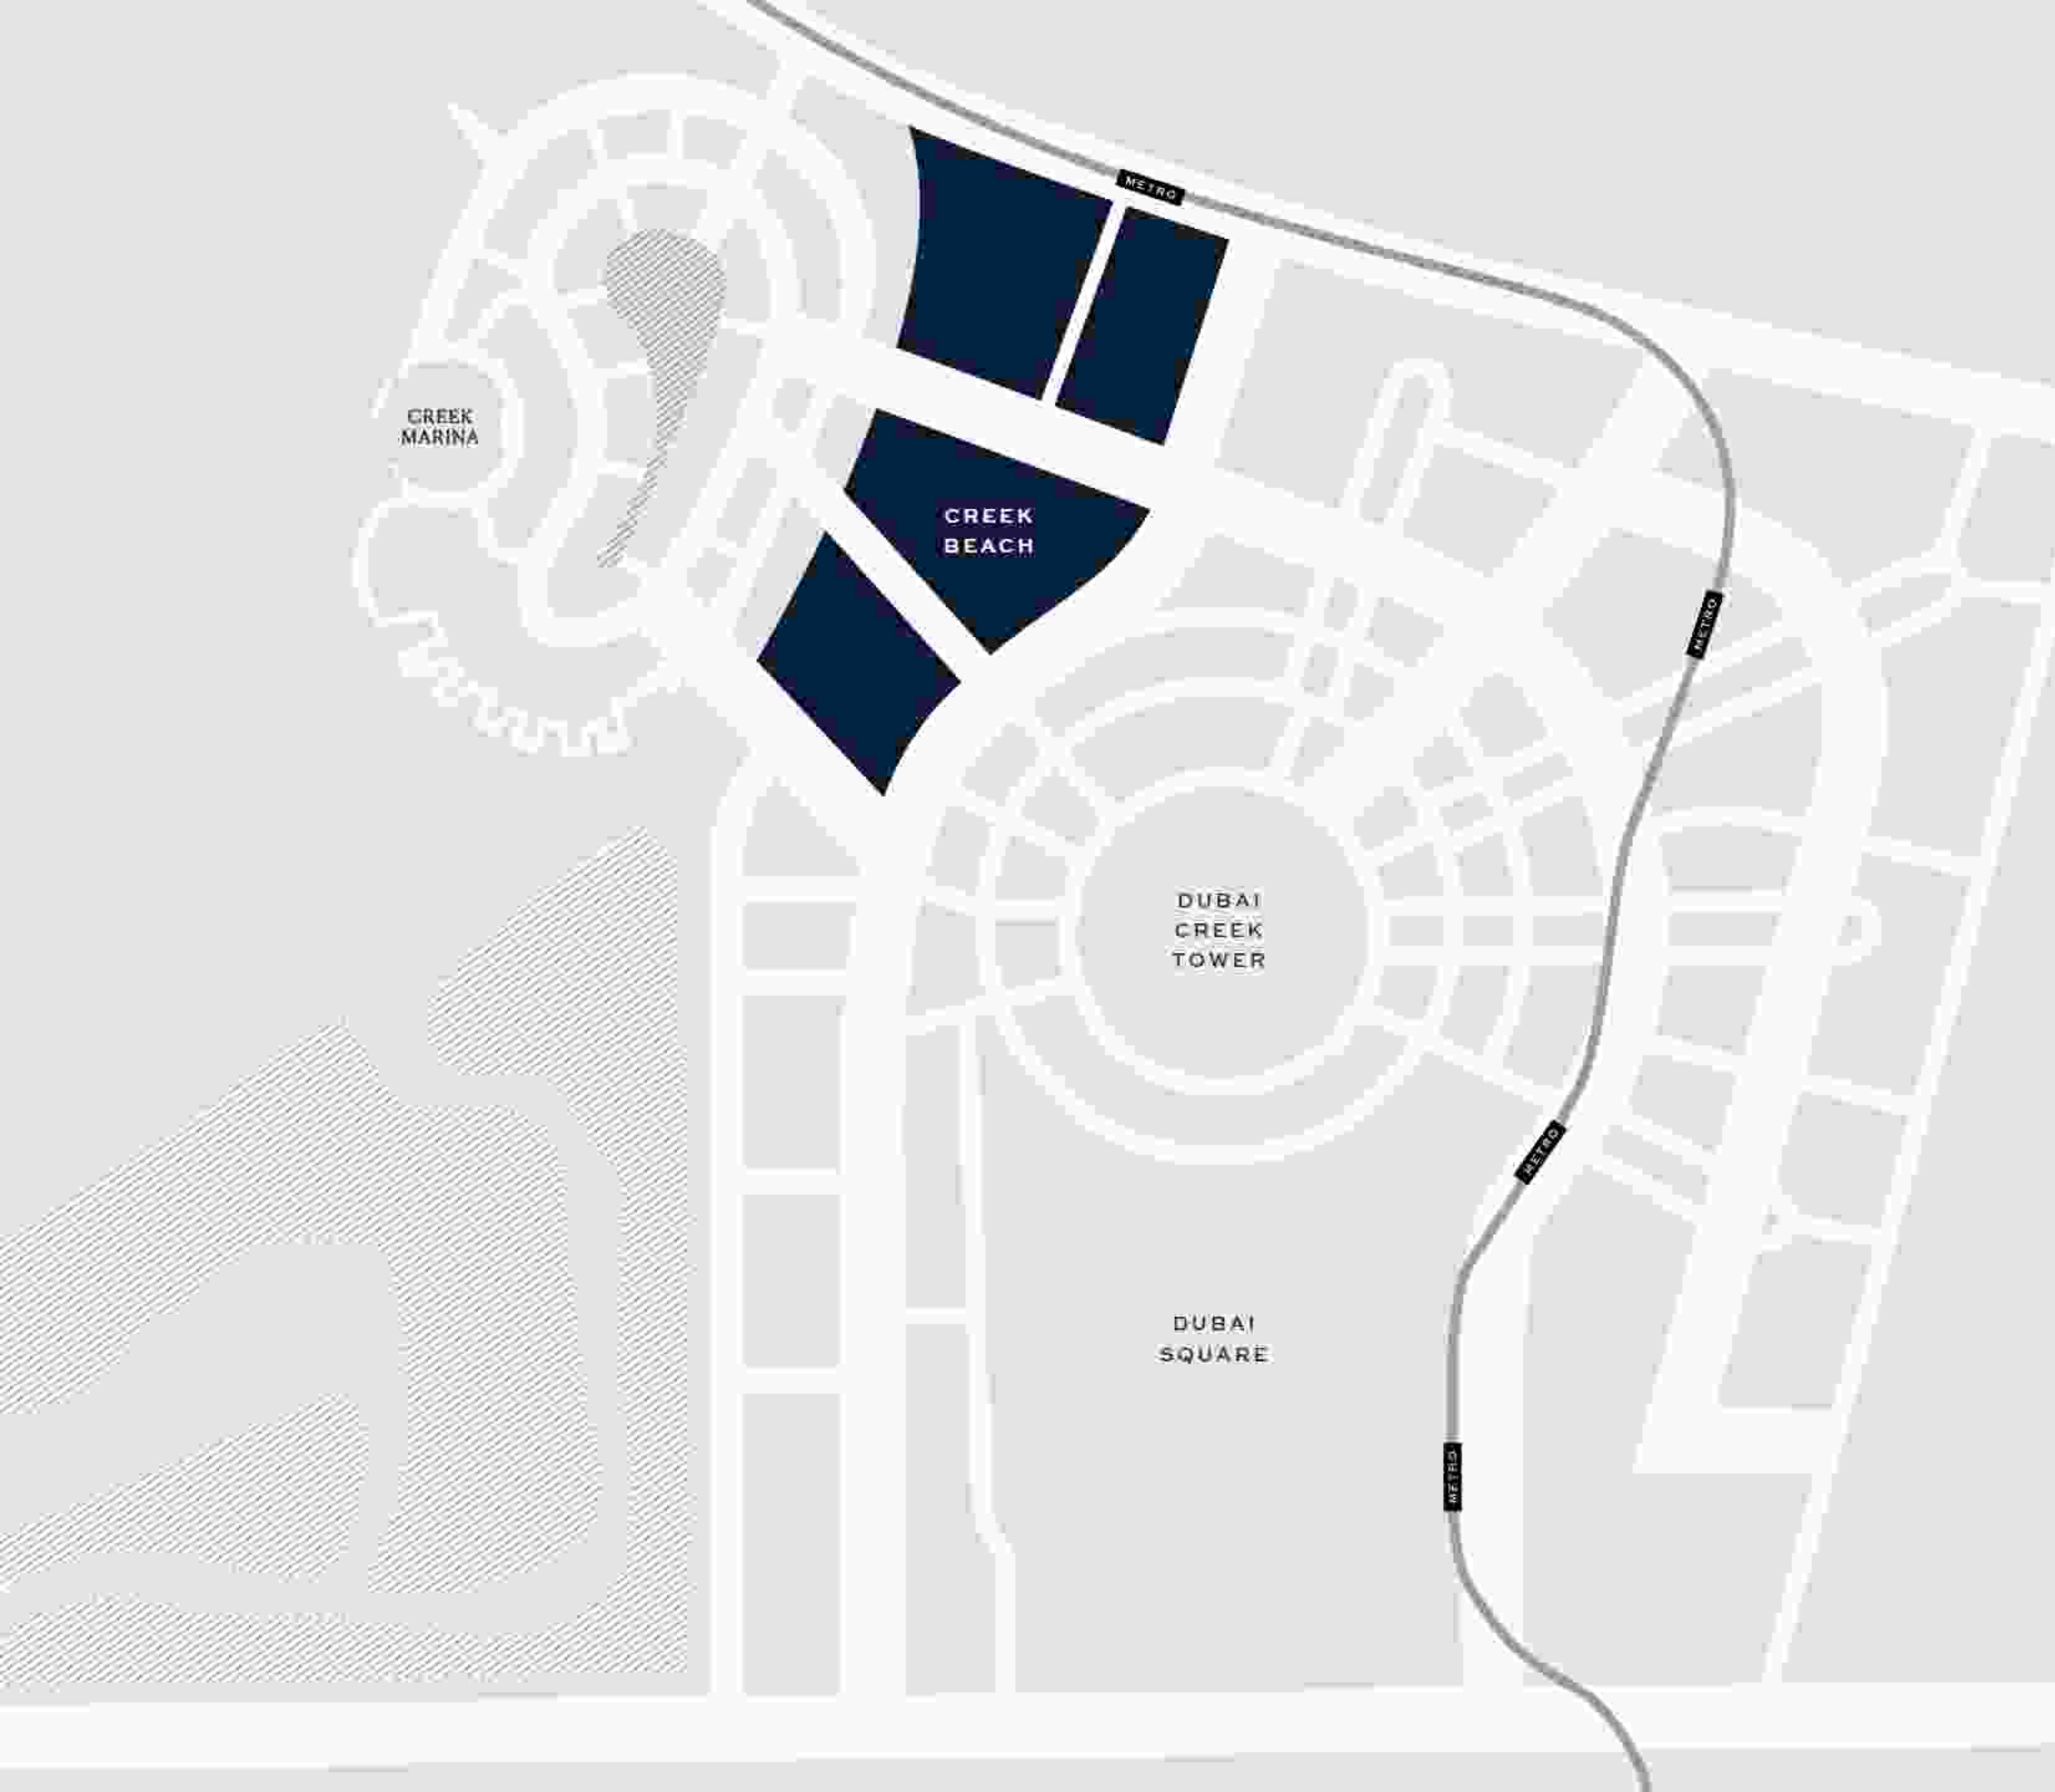 METRO
CREEK
MARINA
CREEK
BEACH
METRO
DUBAI
CREEK
TOWER
METRO
DUBAI
SQUARE
METRO